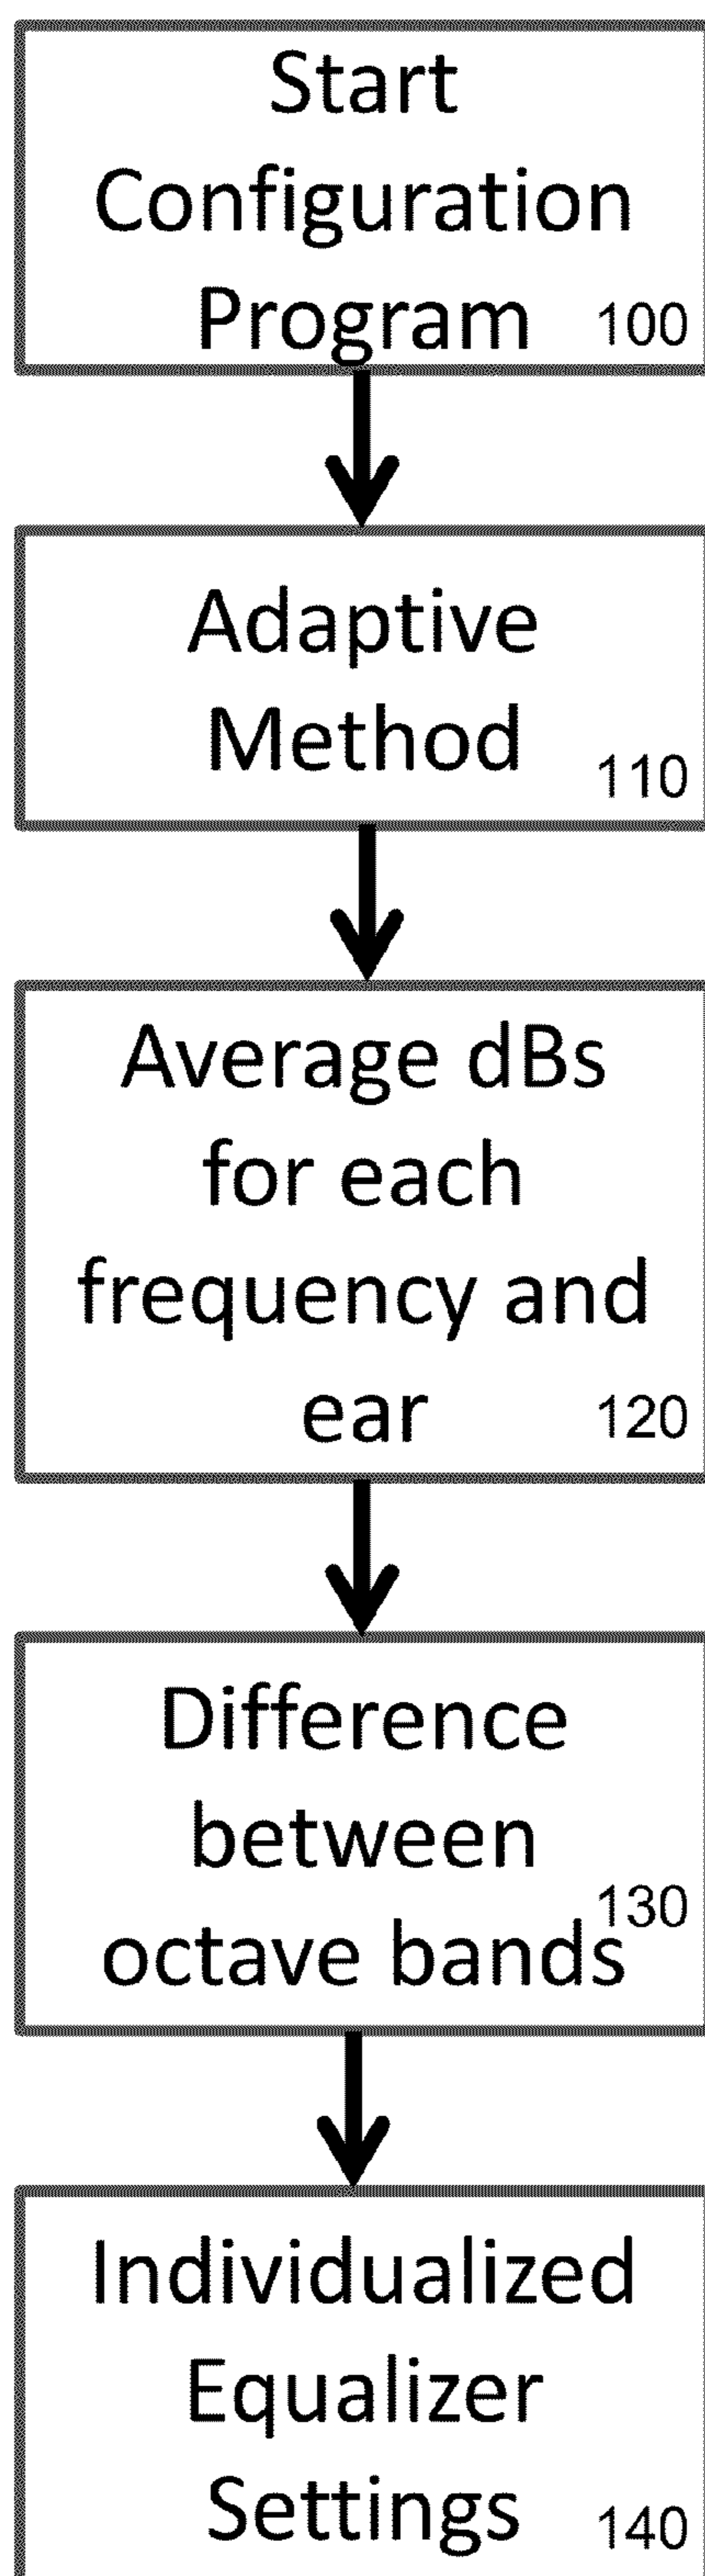 Start
Configuration
Program 100
Adaptive
Method 110
Average dBs
for each
frequency and
ear 120
Difference
between
octave bands 130
Individualized
Equalizer
Settings 140